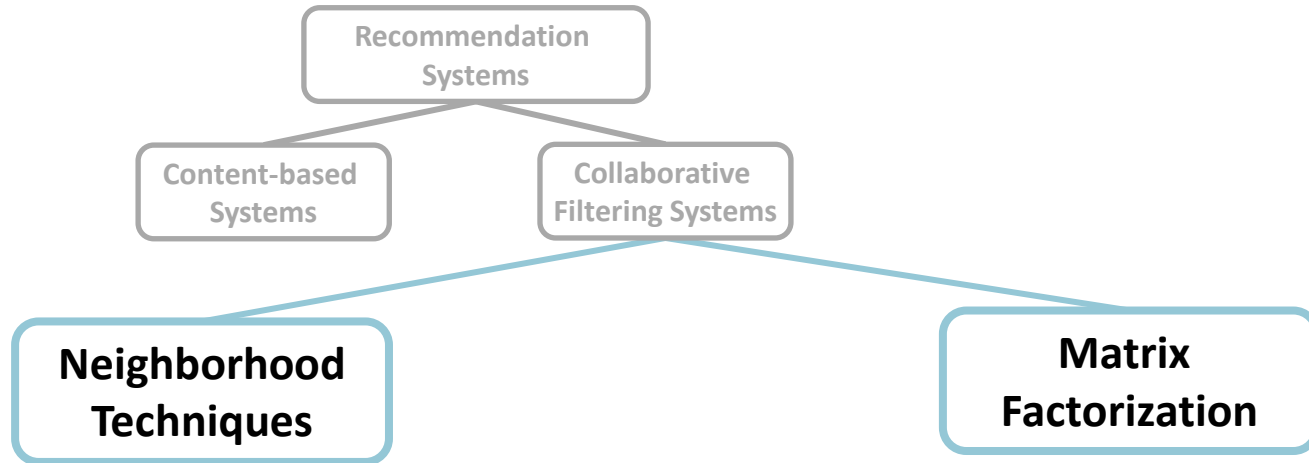 Recommendation
Systems
Content-based
Systems
Collaborative
Filtering Systems
Neighborhood
Techniques
Matrix
Factorization